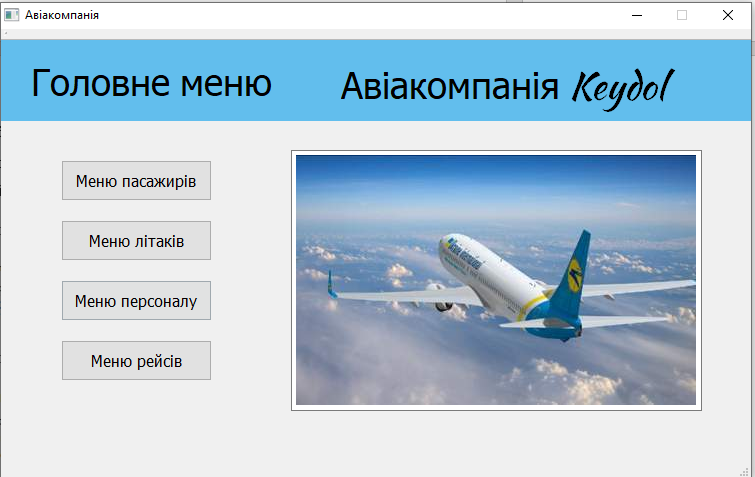 Авіакомпанія
Головне меню
Авіакомпанія Keydol
Меню пасажирів
Меню літаків
Меню персоналу
Меню рейсів